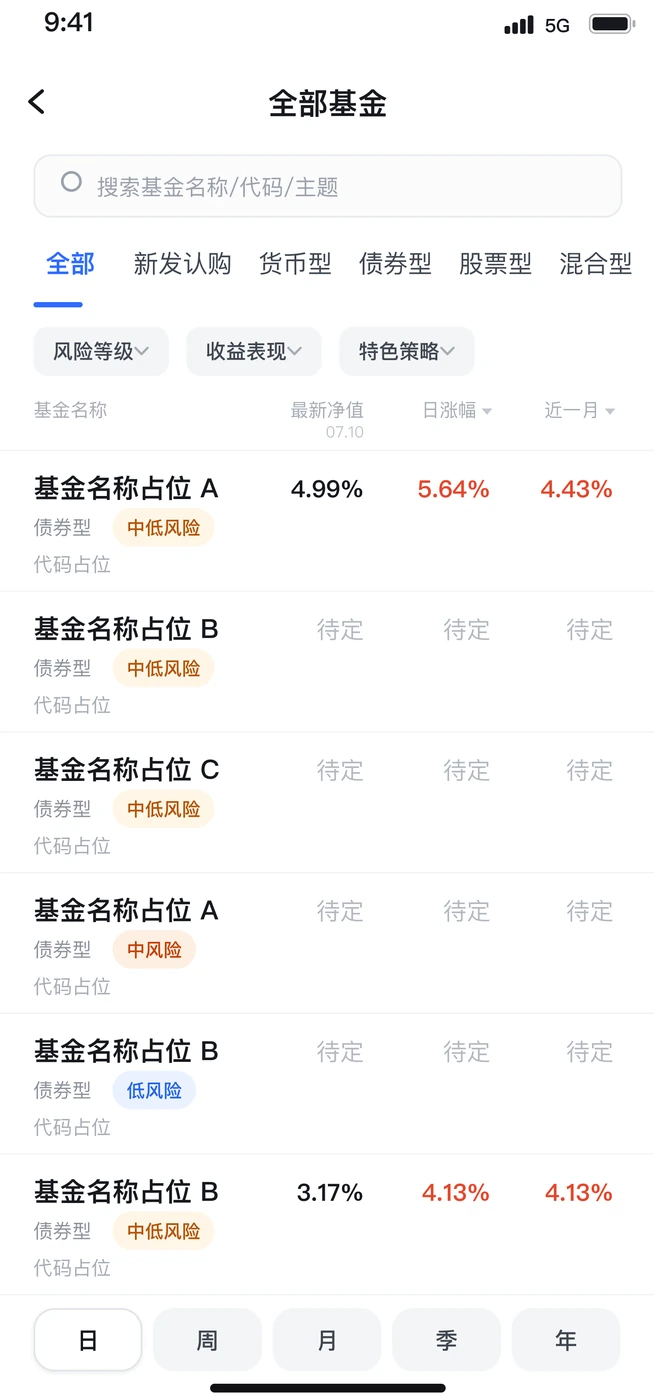 9:41
5G
全部基金
搜索基金名称/代码/主题
全部 新发认购 货币型 债券型 股票型 混合型
风险等级 收益表现 特色策略
基金名称 最新净值 日涨幅 近一月
07.10
基金名称占位 A 4.99% 5.64% 4.43%
债券型 中低风险
代码占位
基金名称占位 B 待定 待定 待定
债券型 中低风险
代码占位
基金名称占位 C 待定 待定 待定
债券型 中低风险
代码占位
基金名称占位 A 待定 待定 待定
债券型 中风险
代码占位
基金名称占位 B 待定 待定 待定
债券型 低风险
代码占位
基金名称占位 B 3.17% 4.13% 4.13%
债券型 中低风险
代码占位
日 周 月 季 年